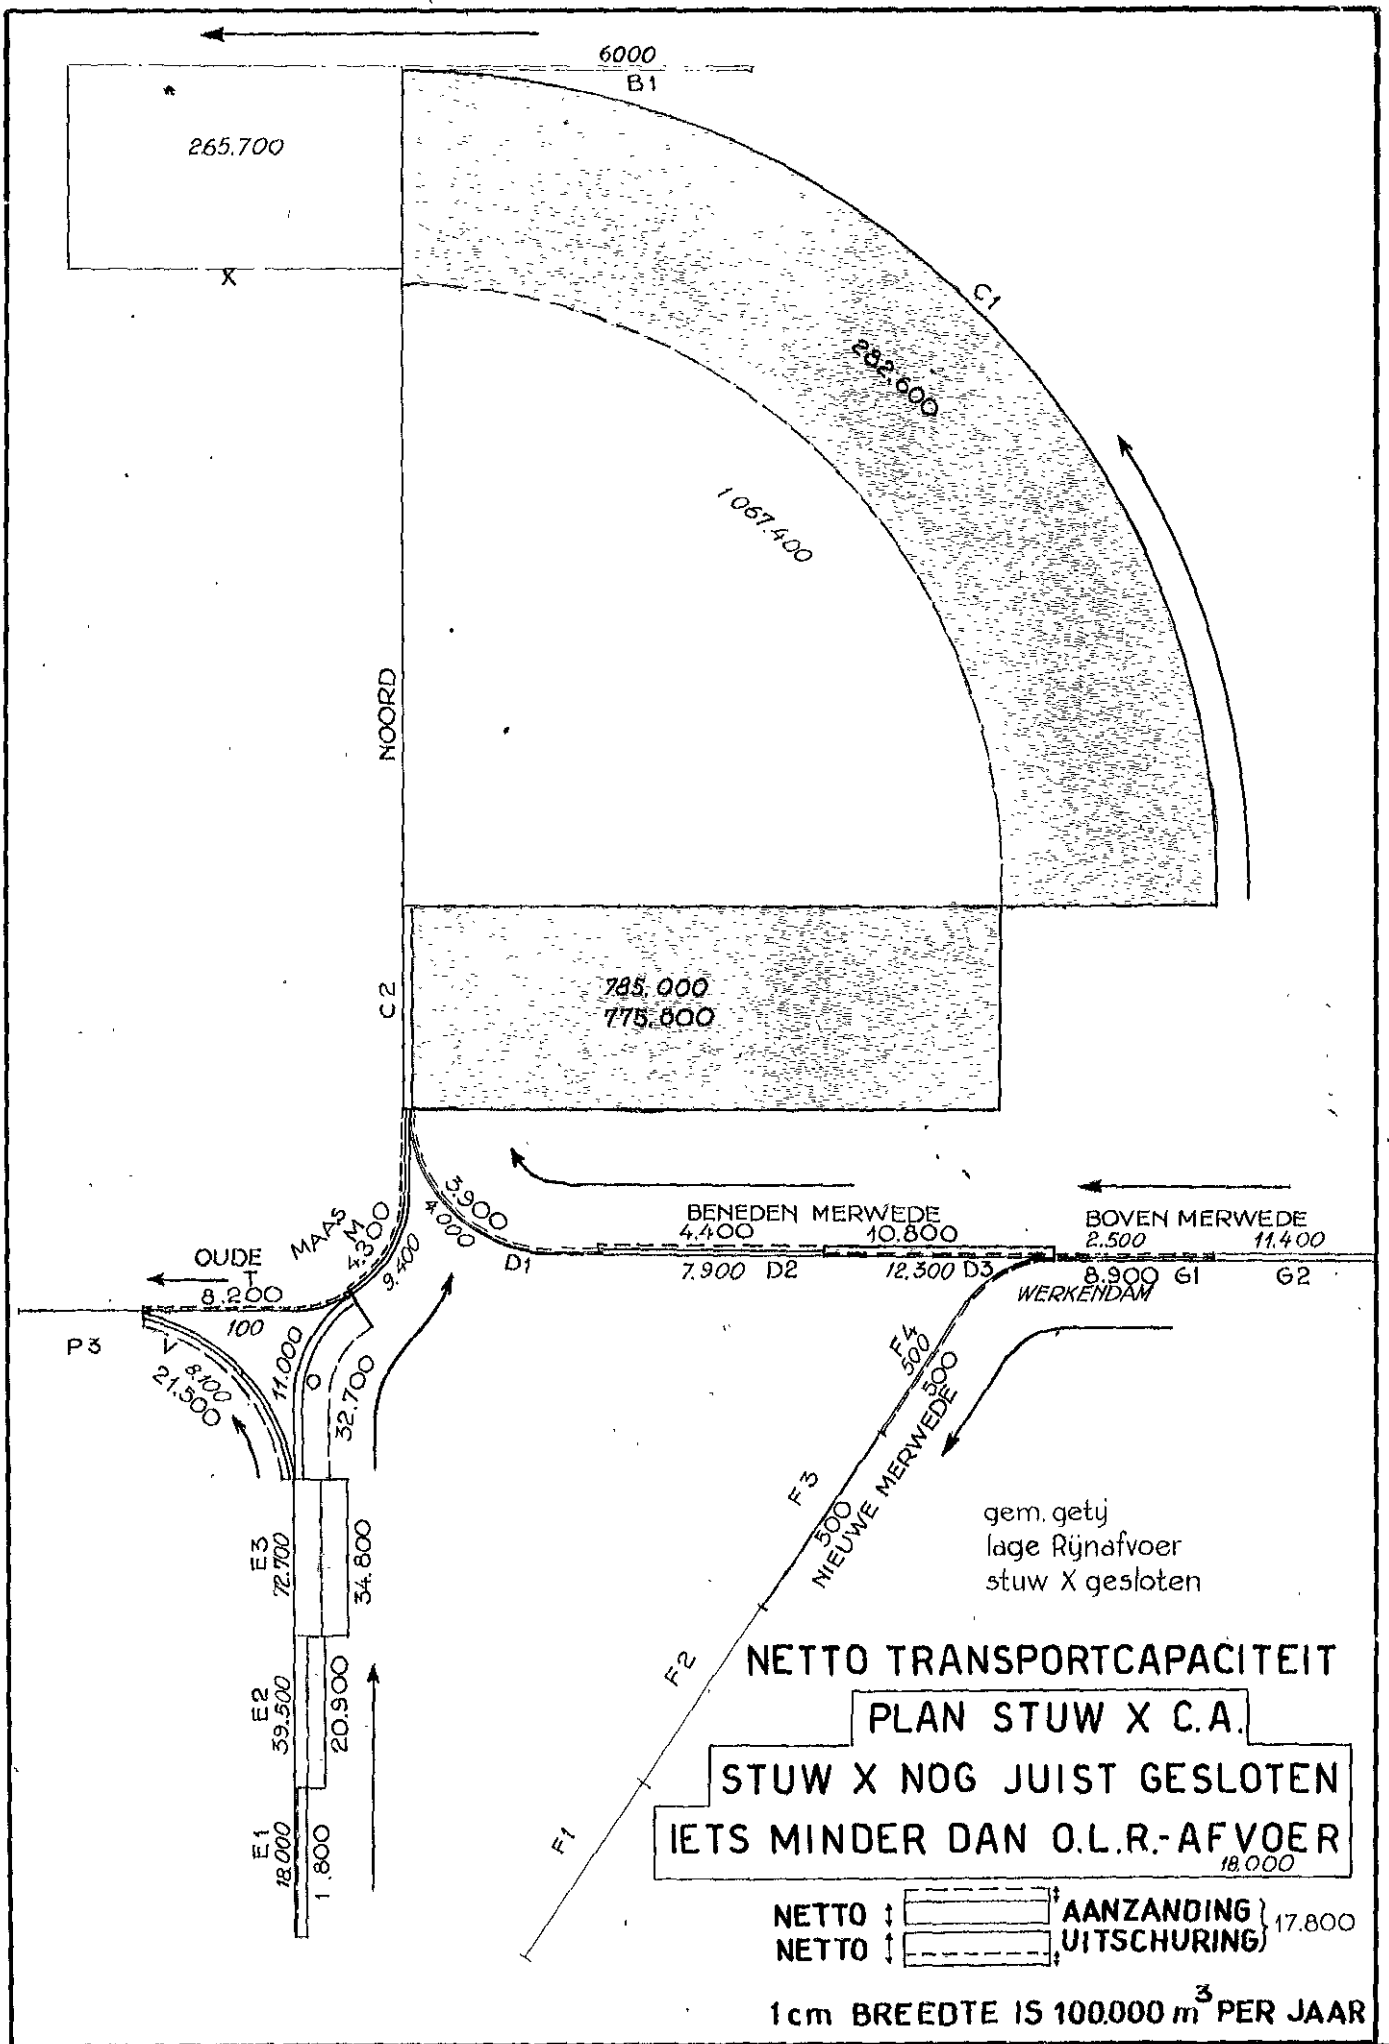 6000
B1
265.700
X
C1
282.600
1067.400
NOORD
C2
785.000
775.600
3.900
4.000
D1
BENEDEN MERWEDE
4.400
10.800
7.900
D2
12.300
D3
BOVEN MERWEDE
2.500
11.400
8.900
G1
G2
WERKENDAM
OUDE
MAAS
M
4.300
9.400
T
8.200
100
P3
V
8.100
21.500
11.000
O
32.700
F4
500
500
F3
500
NIEUWE MERWEDE
F2
F1
E3
72.700
34.800
E2
39.500
20.900
E1
18.000
1.800
gem. getij
lage Rijnafvoer
stuw X gesloten
NETTO TRANSPORTCAPACITEIT
PLAN STUW X C.A.
STUW X NOG JUIST GESLOTEN
IETS MINDER DAN O.L.R.-AFVOER
18.000
NETTO
AANZANDING
NETTO
UITSCHURING
17.800
1cm BREEDTE IS 100.000 m³ PER JAAR